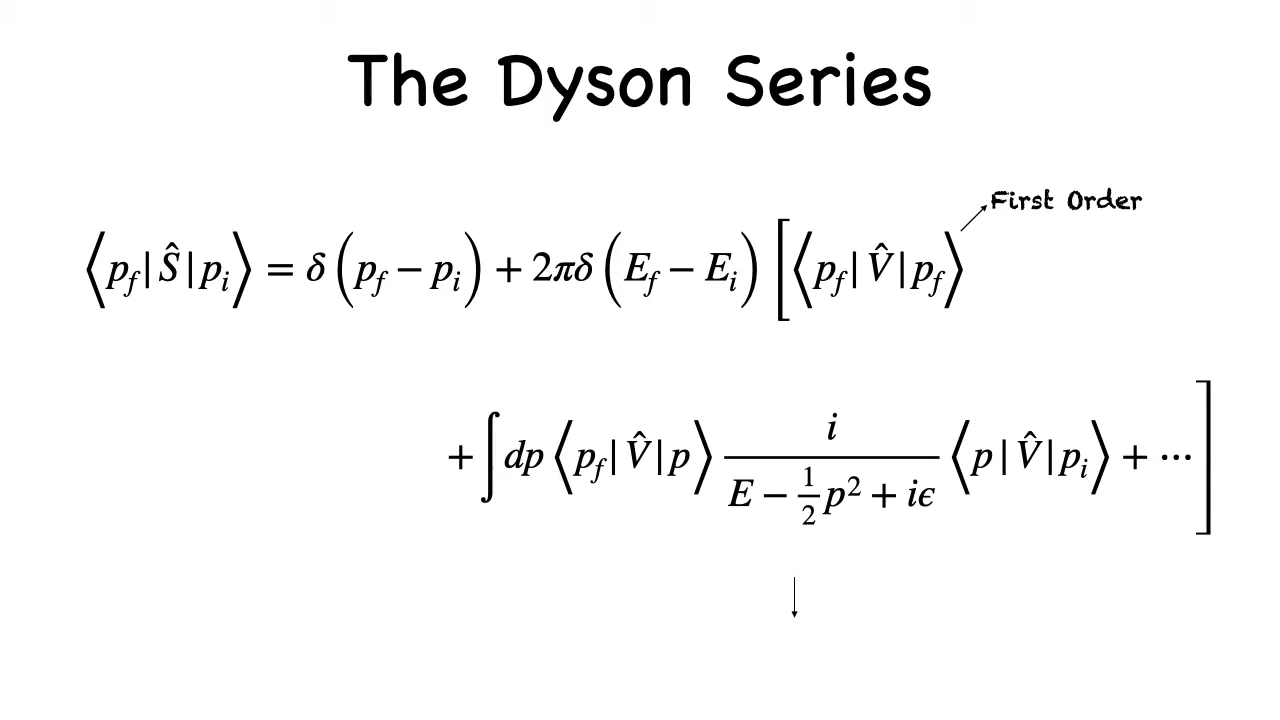 The Dyson Series
First Order
⟨p_f|Ŝ|p_i⟩ = δ(p_f − p_i) + 2πδ(E_f − E_i) [⟨p_f|V̂|p_f⟩
+ ∫dp ⟨p_f|V̂|p⟩ i / (E − ½p² + iϵ) ⟨p|V̂|p_i⟩ + ⋯]